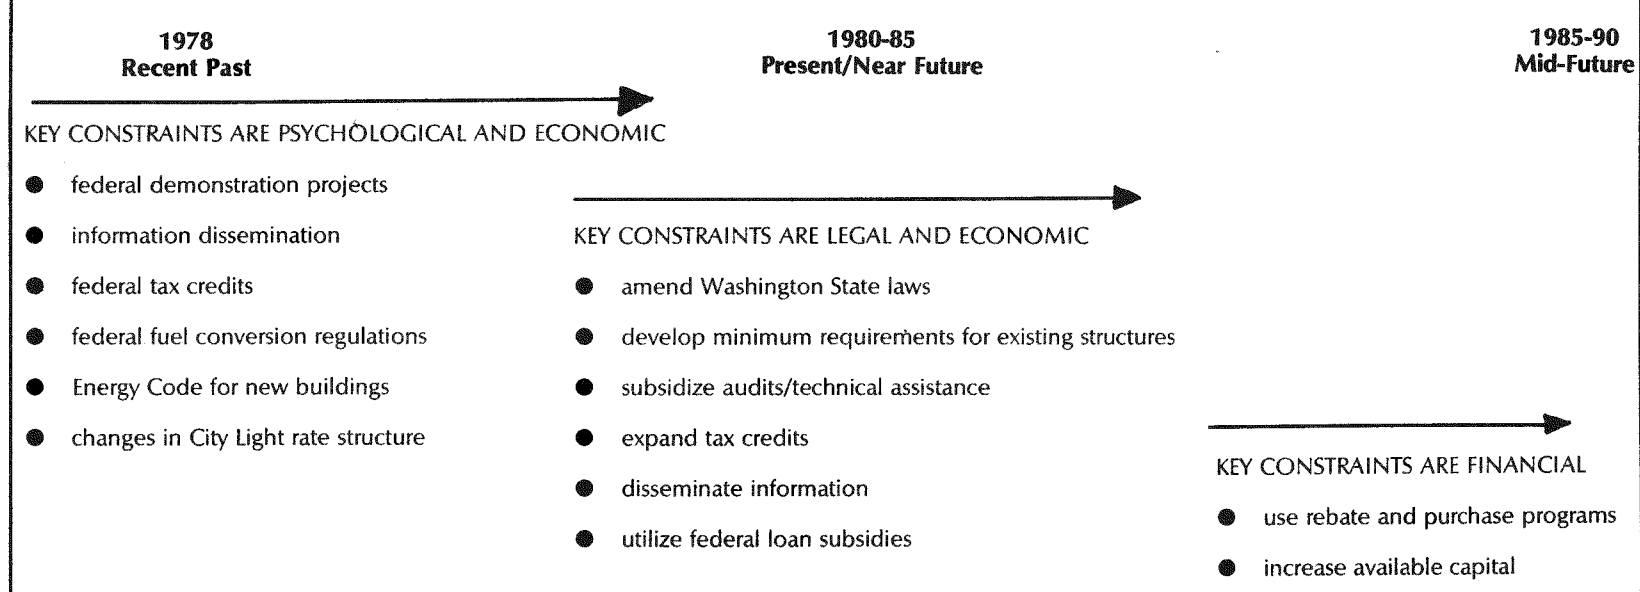 1978
Recent Past
1980-85
Present/Near Future
1985-90
Mid-Future
KEY CONSTRAINTS ARE PSYCHOLOGICAL AND ECONOMIC
● federal demonstration projects
● information dissemination
● federal tax credits
● federal fuel conversion regulations
● Energy Code for new buildings
● changes in City Light rate structure
KEY CONSTRAINTS ARE LEGAL AND ECONOMIC
● amend Washington State laws
● develop minimum requirements for existing structures
● subsidize audits/technical assistance
● expand tax credits
● disseminate information
● utilize federal loan subsidies
KEY CONSTRAINTS ARE FINANCIAL
● use rebate and purchase programs
● increase available capital